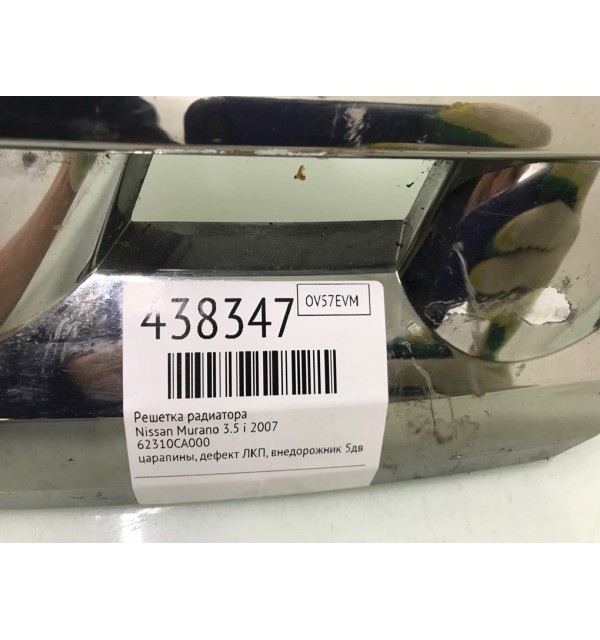 438347 OV57EVM
Решетка радиатора
Nissan Murano 3.5 i 2007
62310CA000
царапины, дефект ЛКП, внедорожник 5дв